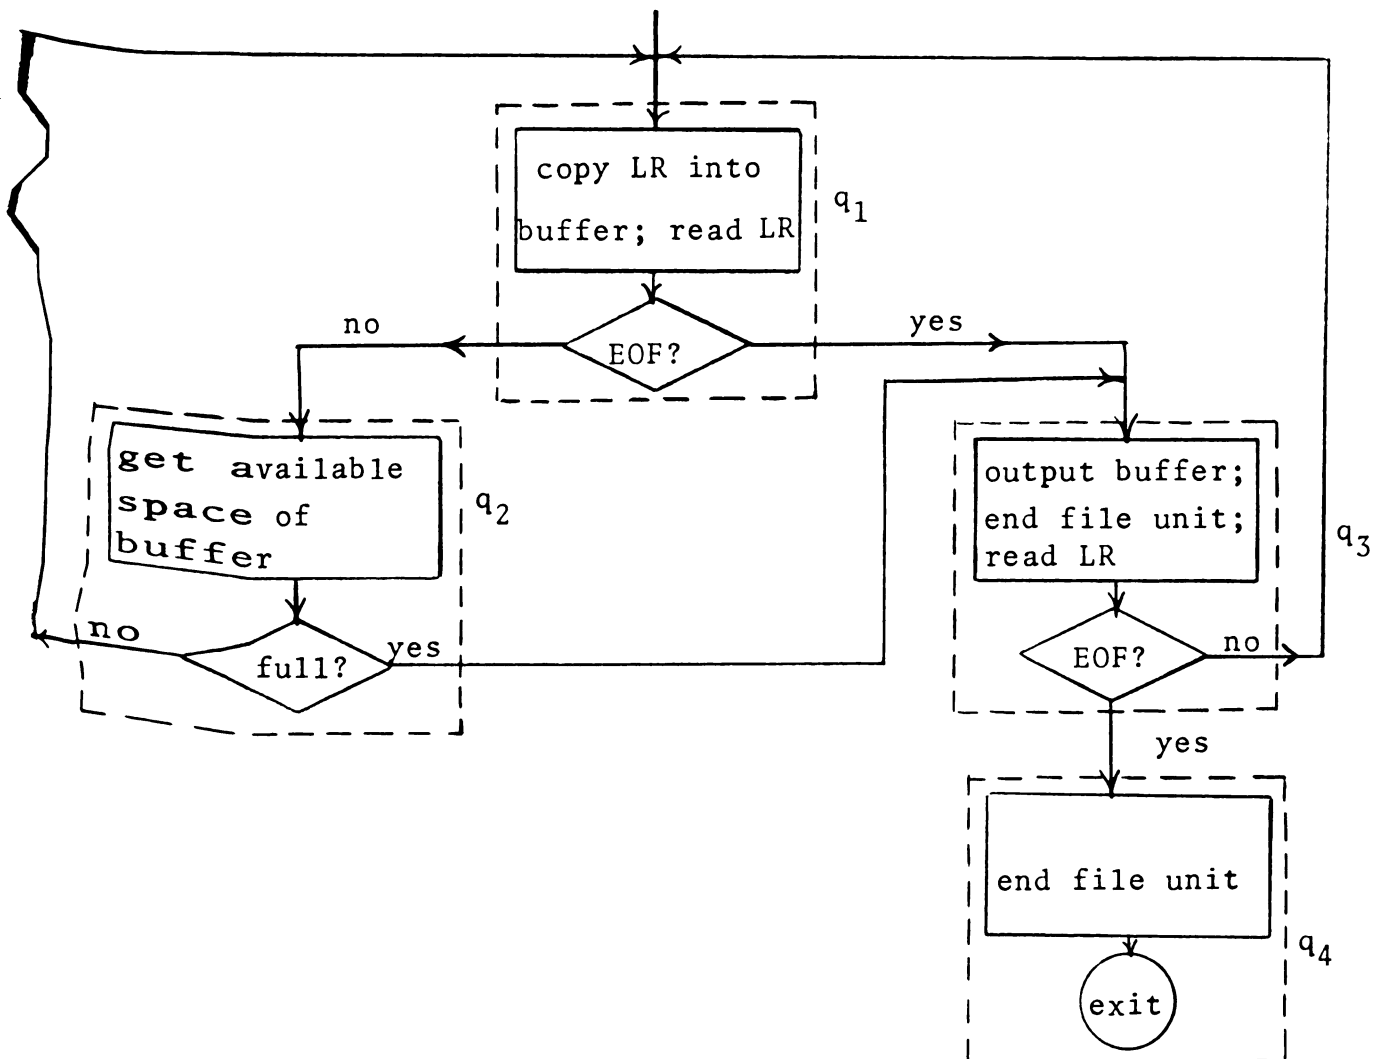 copy LR into
buffer; read LR
q1
no
EOF?
yes
get available
space of
buffer
q2
no
full?
yes
output buffer;
end file unit;
read LR
q3
EOF?
no
yes
end file unit
q4
exit